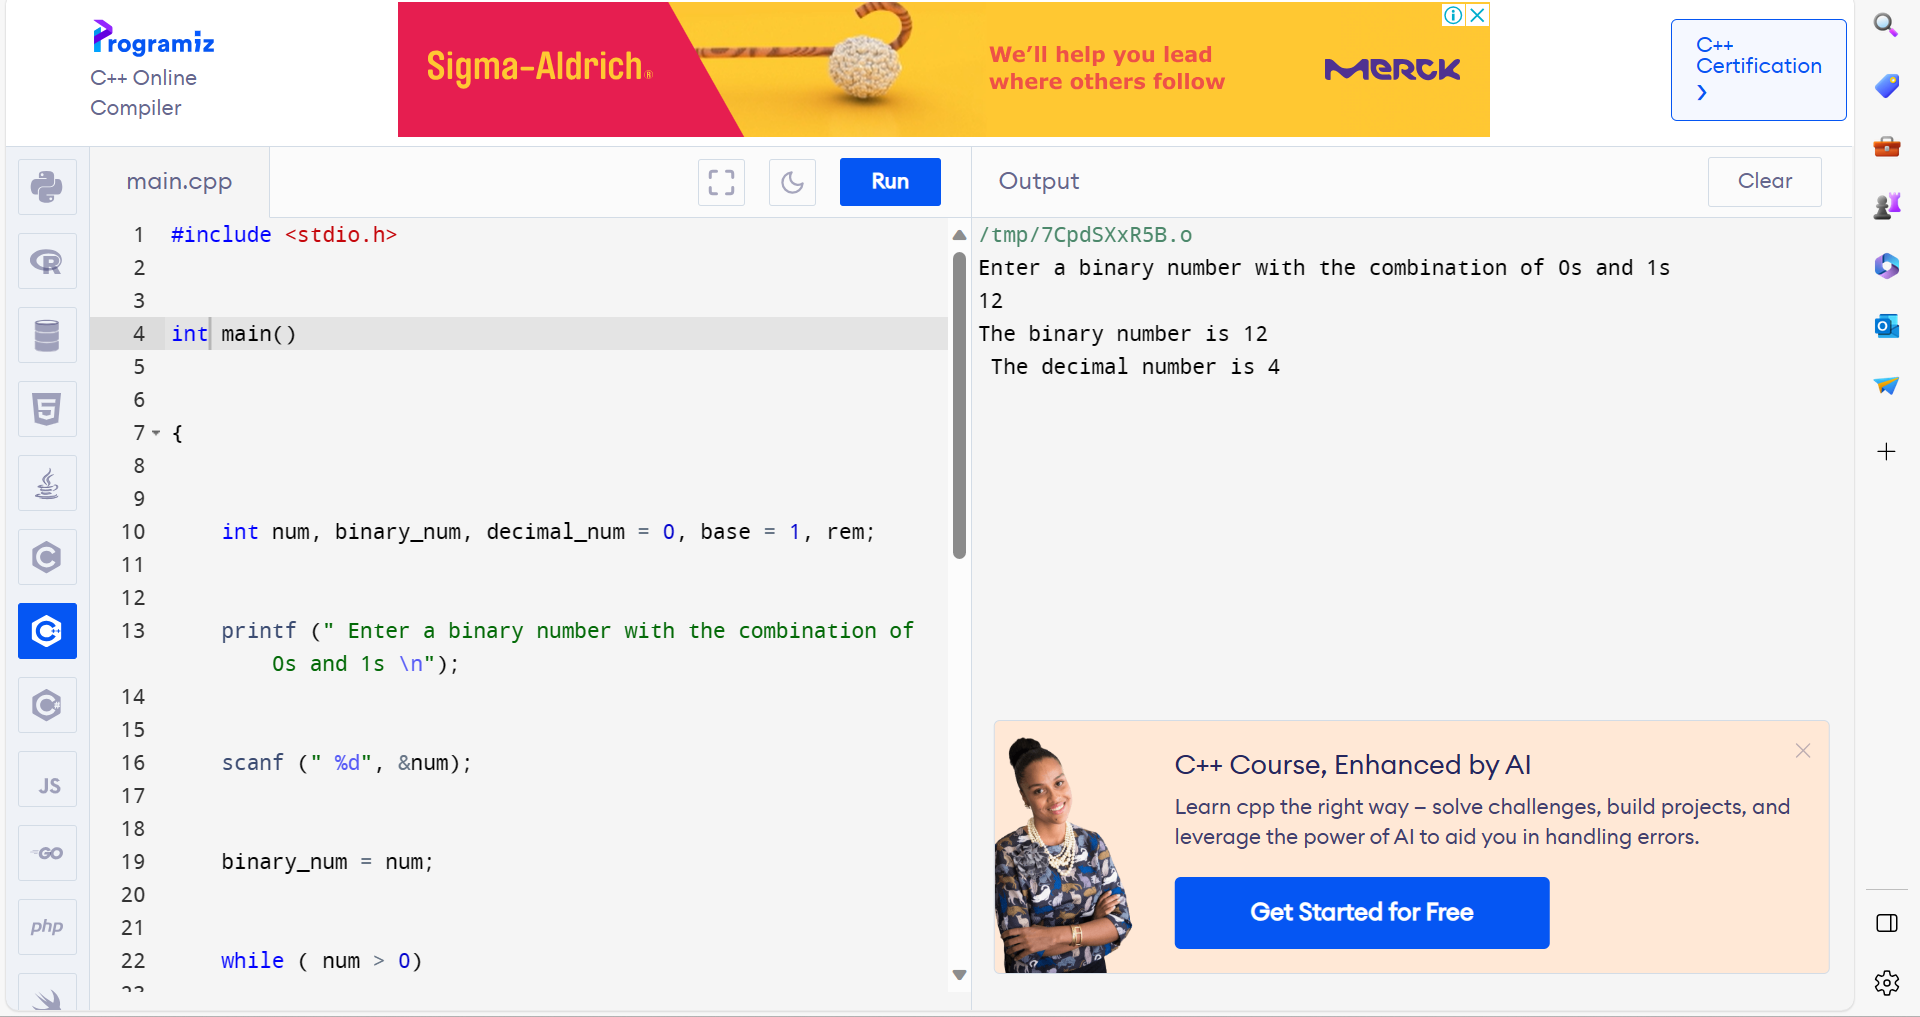 Programiz
C++ Online
Compiler
Sigma-Aldrich®
We'll help you lead
where others follow
MERCK
C++
Certification
main.cpp
Run
Output
Clear
1 #include <stdio.h>
2
3
4 int main()
5
6
7 {
8
9
10 int num, binary_num, decimal_num = 0, base = 1, rem;
11
12
13 printf (" Enter a binary number with the combination of
0s and 1s \n");
14
15
16 scanf (" %d", &num);
17
18
19 binary_num = num;
20
21
22 while ( num > 0)
23
/tmp/7CpdSXxR5B.o
Enter a binary number with the combination of 0s and 1s
12
The binary number is 12
The decimal number is 4
R
5
C
C
C#
JS
GO
php
C++ Course, Enhanced by AI
Learn cpp the right way – solve challenges, build projects, and
leverage the power of AI to aid you in handling errors.
Get Started for Free